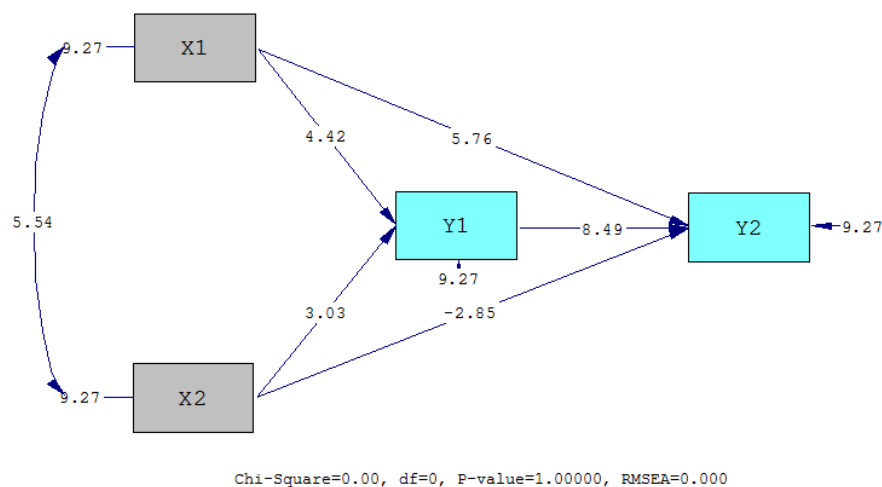 9.27
X1
4.42
5.76
5.54
Y1
8.49
Y2
9.27
9.27
3.03
-2.85
9.27
X2
Chi-Square=0.00, df=0, P-value=1.00000, RMSEA=0.000